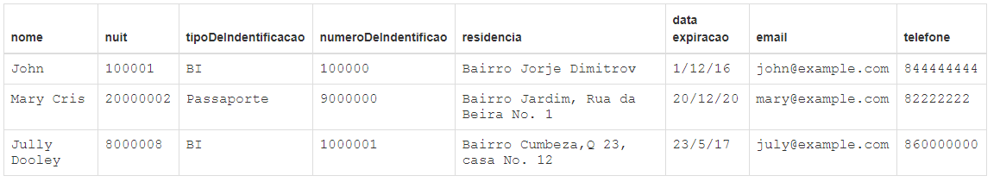 nome nuit tipoDeIndentificacao numeroDeIndentificao residencia data expiracao email telefone
John 100001 BI 100000 Bairro Jorje Dimitrov 1/12/16 john@example.com 844444444
Mary Cris 20000002 Passaporte 9000000 Bairro Jardim, Rua da Beira No. 1 20/12/20 mary@example.com 82222222
Jully Dooley 8000008 BI 1000001 Bairro Cumbeza,Q 23, casa No. 12 23/5/17 july@example.com 860000000